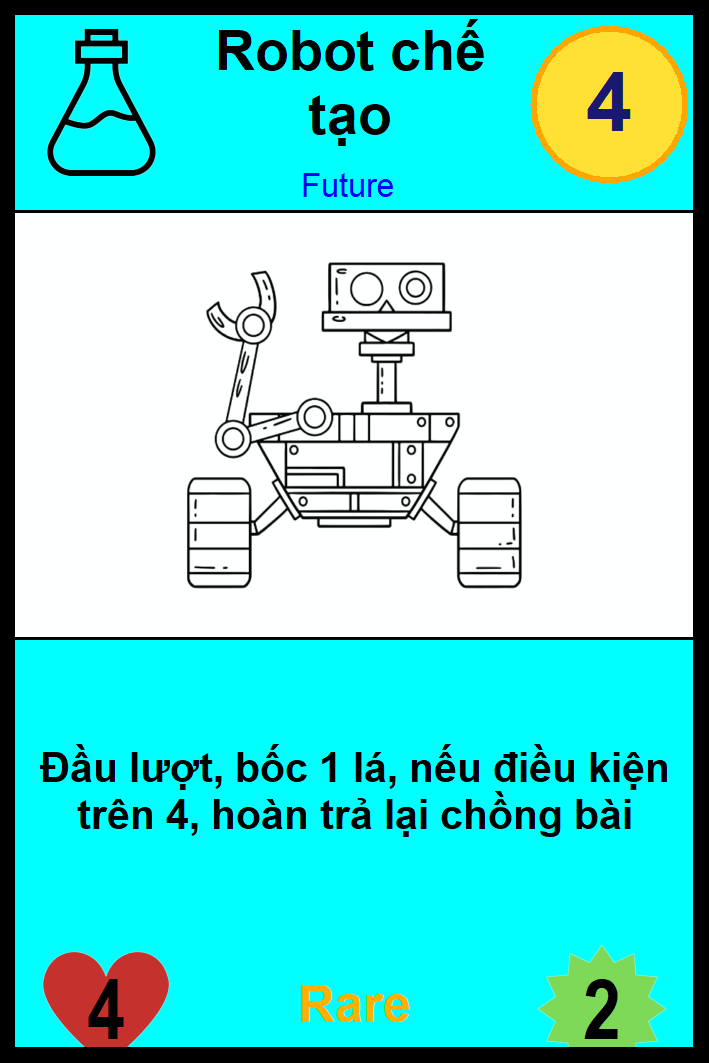 Robot chế
tạo
4
Future
Đầu lượt, bốc 1 lá, nếu điều kiện
trên 4, hoàn trả lại chồng bài
4
Rare
2